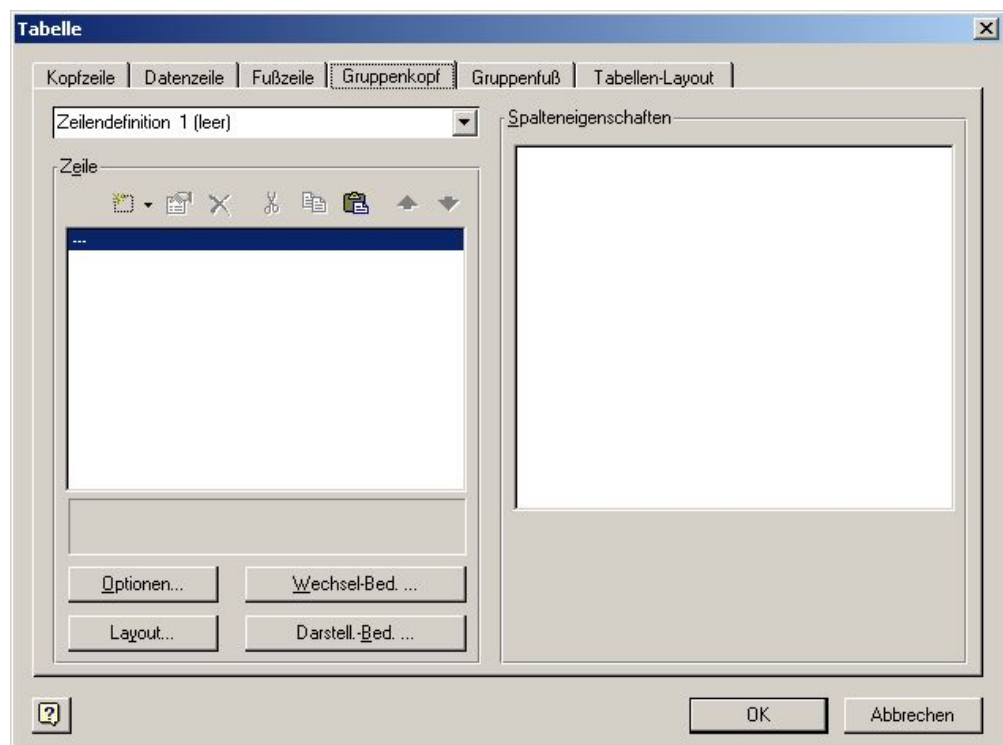 Tabelle
Kopfzeile
Datenzeile
Fußzeile
Gruppenkopf
Gruppenfuß
Tabellen-Layout
Zeilendefinition 1 (leer)
Spalteneigenschaften
Zeile
---
Optionen...
Wechsel-Bed. ...
Layout...
Darstell.-Bed. ...
OK
Abbrechen